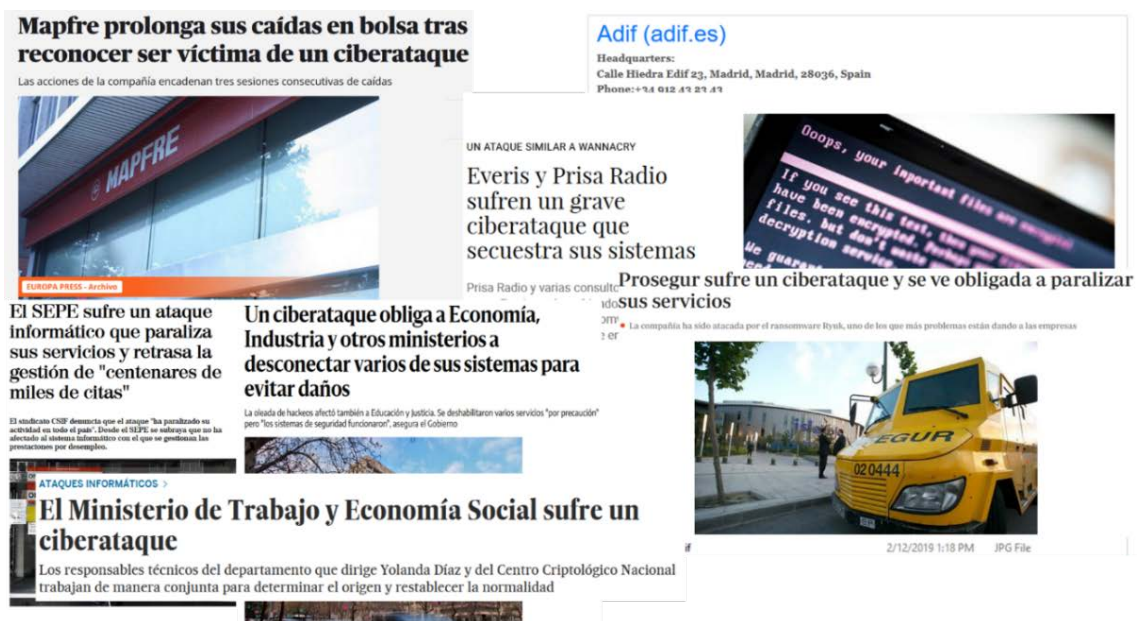 Mapfre prolonga sus caídas en bolsa tras
reconocer ser víctima de un ciberataque
Las acciones de la compañía encadenan tres sesiones consecutivas de caídas
MAPFRE
EUROPA PRESS - Archivo
Adif (adif.es)
Headquarters:
Calle Hiedra Edif 23, Madrid, Madrid, 28036, Spain
Phone:+34 912 43 23 43
UN ATAQUE SIMILAR A WANNACRY
Everis y Prisa Radio
sufren un grave
ciberataque que
secuestra sus sistemas
Prisa Radio y varias
Ooops, your important files are encrypted
If you see this text, then your
have been encrypted. Perhaps
files, but don't waste
decryption service.
We guarantee
Prosegur sufre un ciberataque y se ve obligada a paralizar
sus servicios
La compañía ha sido atacada por el ransomware Ryuk, uno de los que más problemas están dando a las empresas
EGUR
02 0444
2/12/2019 1:18 PM JPG File
El SEPE sufre un ataque
informático que paraliza
sus servicios y retrasa la
gestión de "centenares de
miles de citas"
El sindicato CSIF denuncia que el ataque "ha paralizado su
actividad en todo el país". Desde el SEPE se subraya que no ha
afectado al sistema informático con el que se gestionan las
prestaciones por desempleo.
Un ciberataque obliga a Economía,
Industria y otros ministerios a
desconectar varios de sus sistemas para
evitar daños
La oleada de hackeos afectó también a Educación y Justicia. Se deshabilitaron varios servicios "por precaución"
pero "los sistemas de seguridad funcionaron", asegura el Gobierno
ATAQUES INFORMÁTICOS >
El Ministerio de Trabajo y Economía Social sufre un
ciberataque
Los responsables técnicos del departamento que dirige Yolanda Díaz y del Centro Criptológico Nacional
trabajan de manera conjunta para determinar el origen y restablecer la normalidad